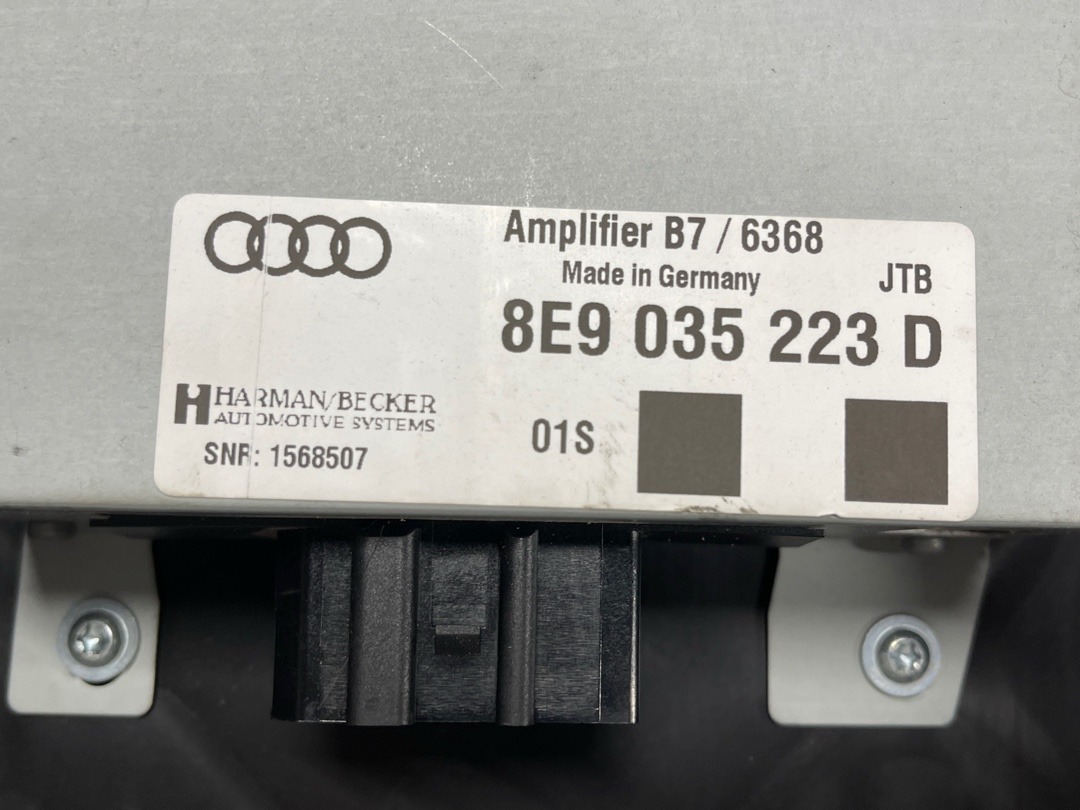 Amplifier B7 / 6368
Made in Germany
JTB
8E9 035 223 D
HARMAN/BECKER
AUTOMOTIVE SYSTEMS
01S
SNR: 1568507